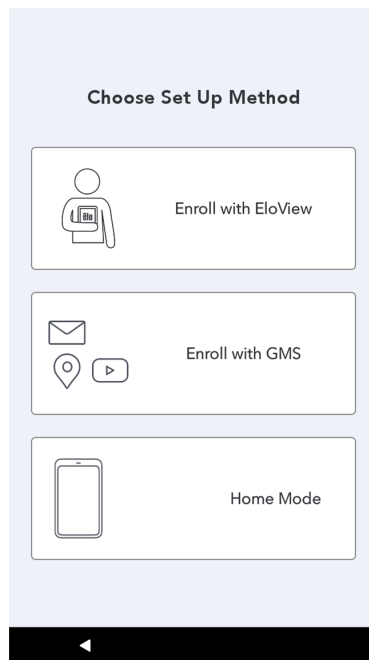 Choose Set Up Method
Elo
Enroll with EloView
Enroll with GMS
Home Mode